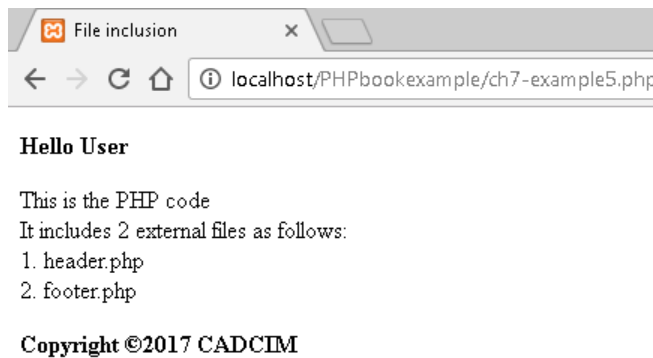 File inclusion
localhost/PHPbookexample/ch7-example5.php
Hello User
This is the PHP code
It includes 2 external files as follows:
1. header.php
2. footer.php
Copyright ©2017 CADCIM